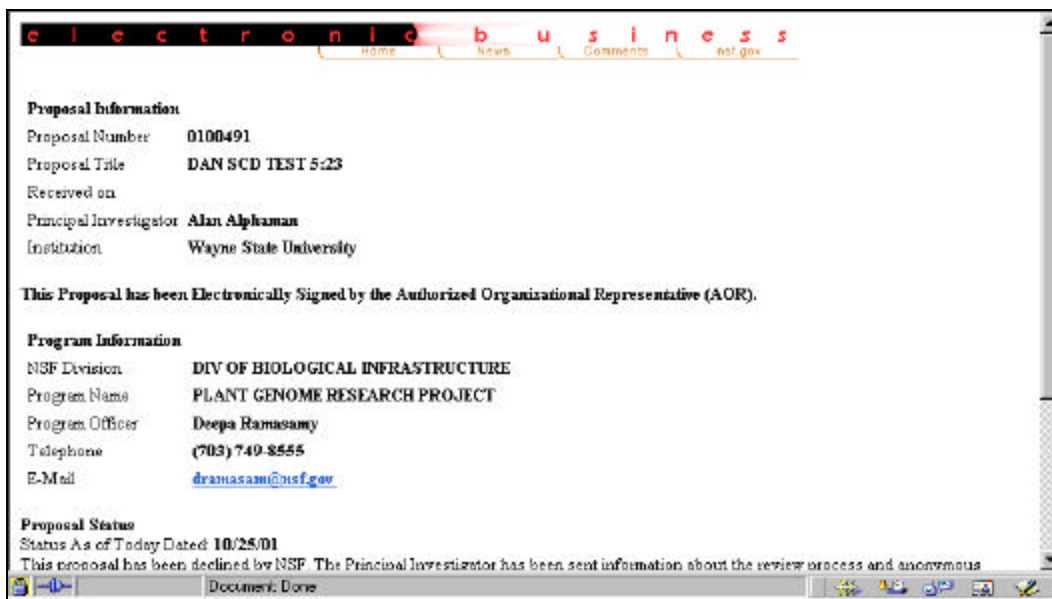 electronic business
Home News Comments nsf.gov
Proposal Information
Proposal Number 0100491
Proposal Title DAN SCD TEST 5:23
Received on
Principal Investigator Alan Alphaman
Institution Wayne State University
This Proposal has been Electronically Signed by the Authorized Organizational Representative (AOR).
Program Information
NSF Division DIV OF BIOLOGICAL INFRASTRUCTURE
Program Name PLANT GENOME RESEARCH PROJECT
Program Officer Deepa Ramasamy
Telephone (703) 749-8555
E-Mail dramasam@nsf.gov
Proposal Status
Status As of Today Dated: 10/25/01
This proposal has been declined by NSF. The Principal Investigator has been sent information about the review process and anonymous
Document: Done